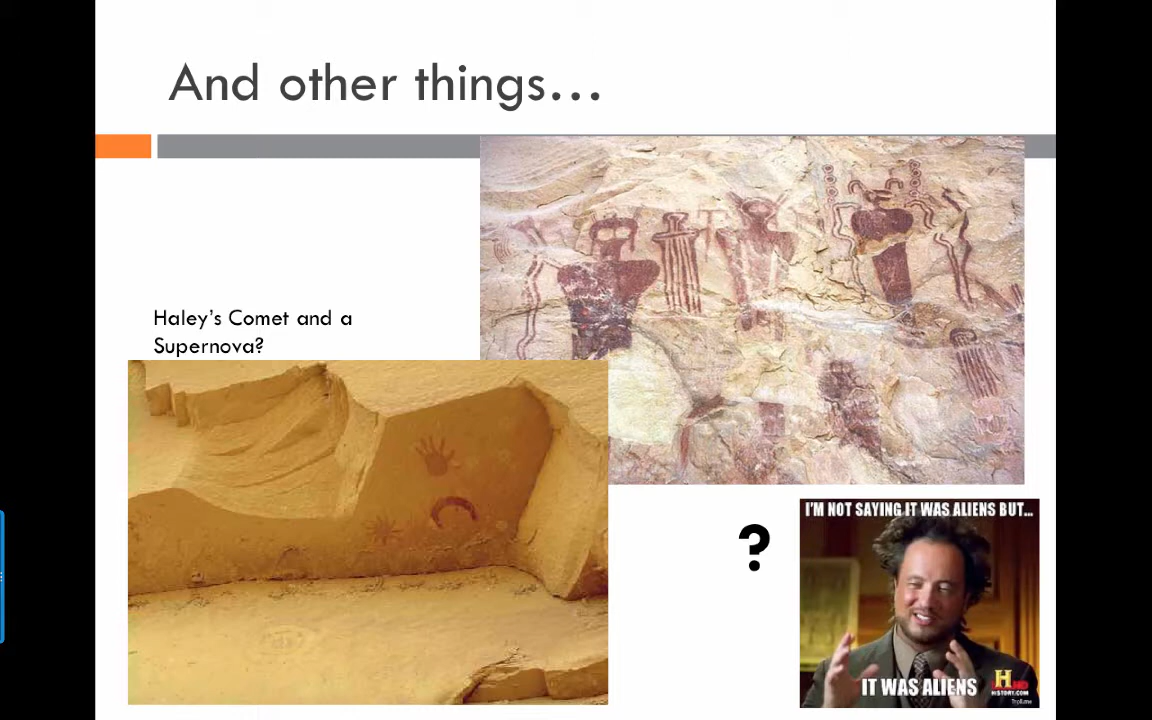 And other things...
Haley's Comet and a
Supernova?
?
I'M NOT SAYING IT WAS ALIENS BUT...
IT WAS ALIENS
H
HISTORY.COM